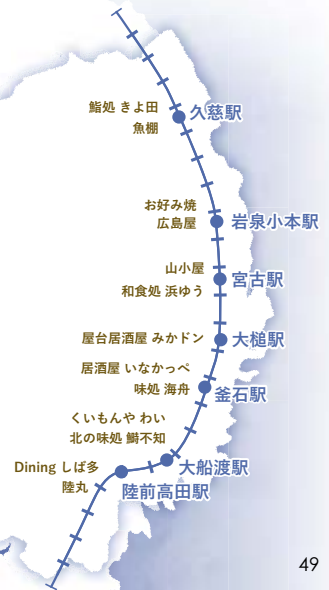 鮨処 きよ田
魚棚
久慈駅
お好み焼
広島屋
岩泉小本駅
山小屋
和食処 浜ゆう
宮古駅
屋台居酒屋 みかドン
大槌駅
居酒屋 いなかっぺ
味処 海舟
釜石駅
くいもんや わい
北の味処 鰤不知
大船渡駅
Dining しば多
陸丸
陸前高田駅
49